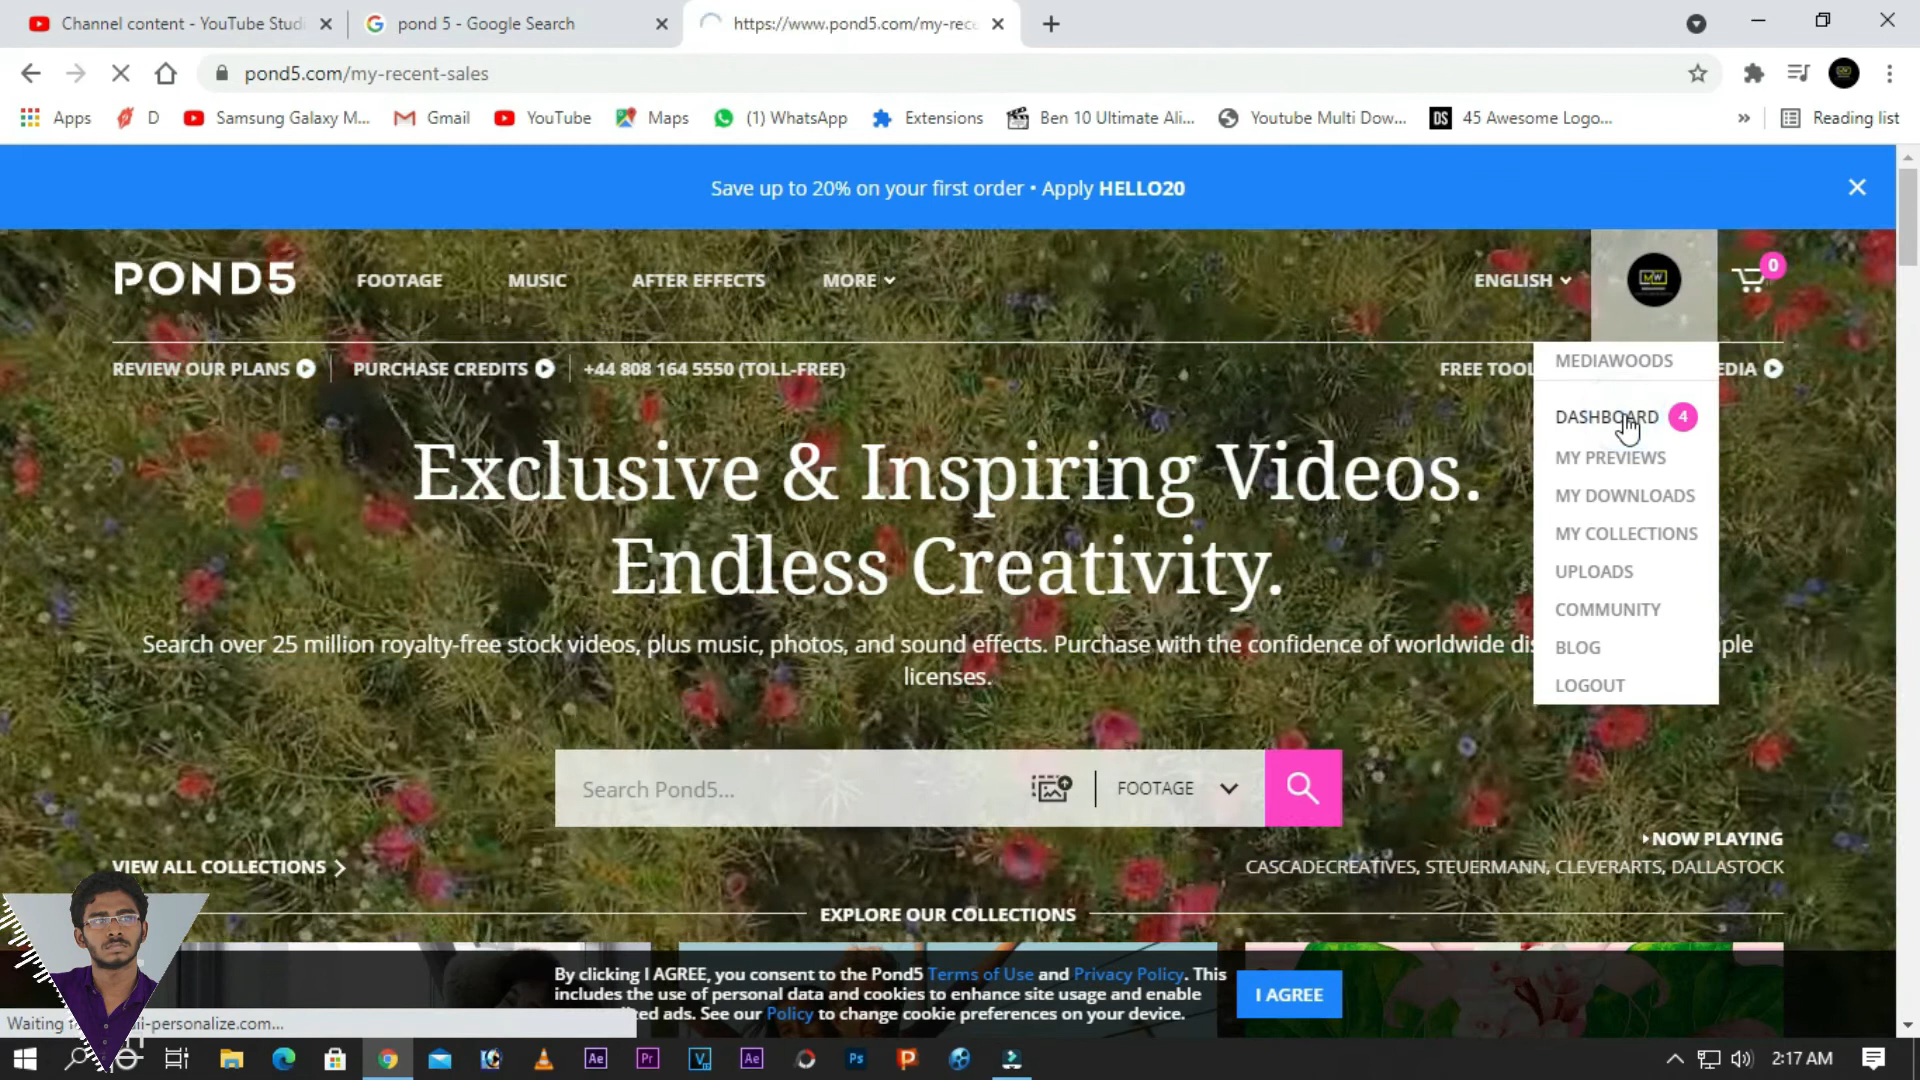 Channel content - YouTube Studi
pond 5 - Google Search
https://www.pond5.com/my-rece
pond5.com/my-recent-sales
Apps
D
Samsung Galaxy M...
Gmail
YouTube
Maps
(1) WhatsApp
Extensions
Ben 10 Ultimate Ali...
Youtube Multi Dow...
DS
45 Awesome Logo...
»
Reading list
Save up to 20% on your first order • Apply HELLO20
POND5
FOOTAGE
MUSIC
AFTER EFFECTS
MORE
ENGLISH
MW
0
REVIEW OUR PLANS
PURCHASE CREDITS
+44 808 164 5550 (TOLL-FREE)
FREE TOOL
EDIA
MEDIAWOODS
DASHBOARD 4
MY PREVIEWS
MY DOWNLOADS
MY COLLECTIONS
UPLOADS
COMMUNITY
BLOG
LOGOUT
Exclusive & Inspiring Videos.
Endless Creativity.
Search over 25 million royalty-free stock videos, plus music, photos, and sound effects. Purchase with the confidence of worldwide dis ple
licenses.
Search Pond5...
FOOTAGE
NOW PLAYING
VIEW ALL COLLECTIONS
CASCADECREATIVES, STEUERMANN, CLEVERARTS, DALLASTOCK
EXPLORE OUR COLLECTIONS
By clicking I AGREE, you consent to the Pond5 Terms of Use and Privacy Policy. This
includes the use of personal data and cookies to enhance site usage and enable
ed ads. See our Policy to change cookie preferences on your device.
I AGREE
Waiting i-personalize.com...
Ae
Pr
V
Ae
Ps
P
2:17 AM